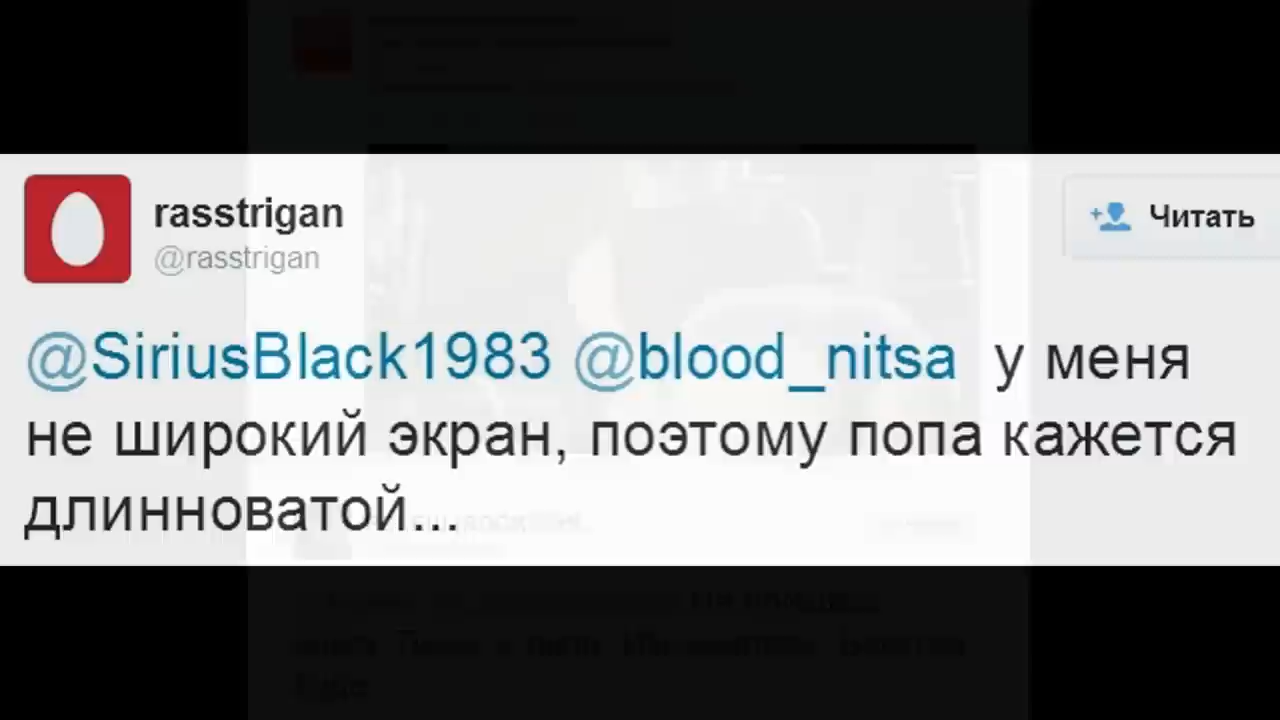 rasstrigan
@rasstrigan
Читать
@SiriusBlack1983 @blood_nitsa у меня
не широкий экран, поэтому попа кажется
длинноватой...